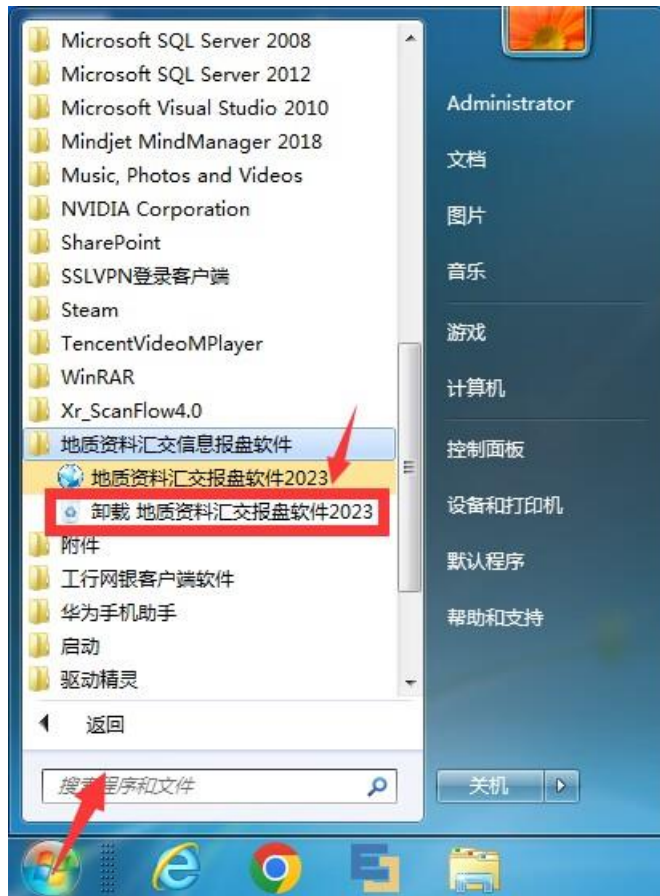 Microsoft SQL Server 2008
Microsoft SQL Server 2012
Microsoft Visual Studio 2010
Mindjet MindManager 2018
Music, Photos and Videos
NVIDIA Corporation
SharePoint
SSLVPN登录客户端
Steam
TencentVideoMPlayer
WinRAR
Xr_ScanFlow4.0
地质资料汇交信息报盘软件
地质资料汇交报盘软件2023
卸载 地质资料汇交报盘软件2023
附件
工行网银客户端软件
华为手机助手
启动
驱动精灵
返回
搜索程序和文件
Administrator
文档
图片
音乐
游戏
计算机
控制面板
设备和打印机
默认程序
帮助和支持
关机